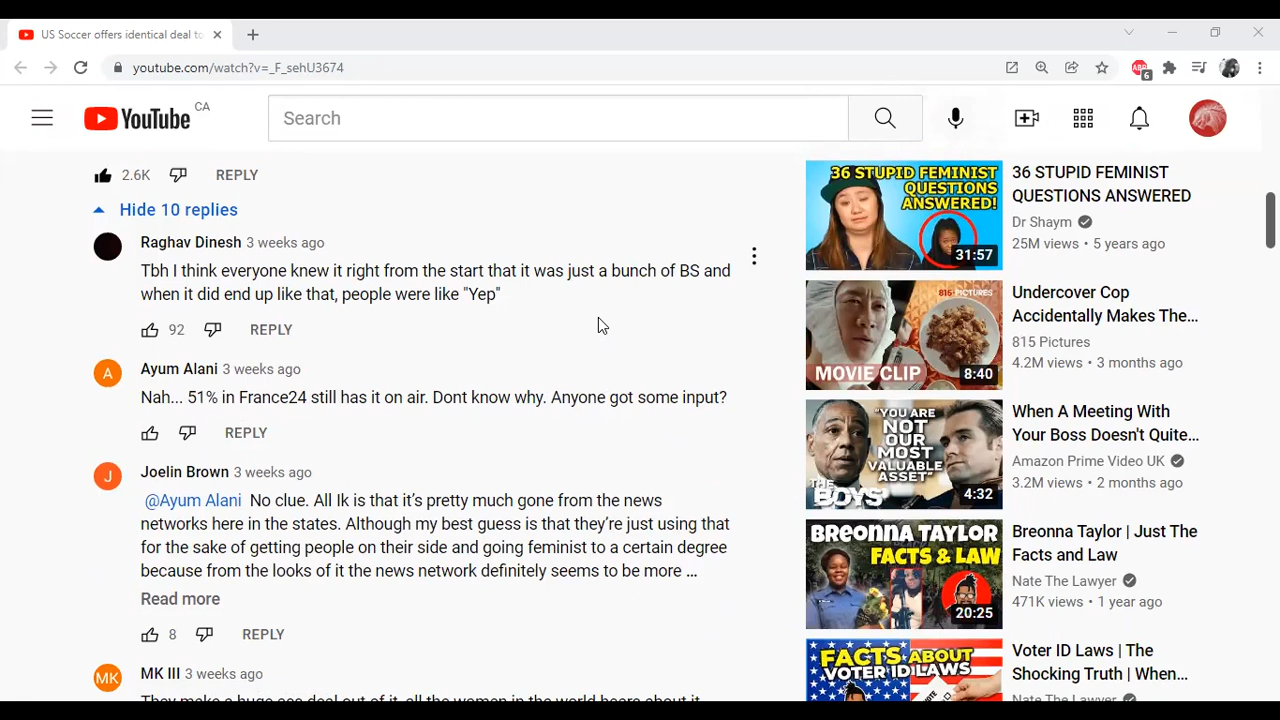 US Soccer offers identical deal to
youtube.com/watch?v=_F_sehU3674
ABP
6
YouTube
CA
Search
2.6K
REPLY
Hide 10 replies
Raghav Dinesh 3 weeks ago
Tbh I think everyone knew it right from the start that it was just a bunch of BS and
when it did end up like that, people were like "Yep"
92
REPLY
A
Ayum Alani 3 weeks ago
Nah... 51% in France24 still has it on air. Dont know why. Anyone got some input?
REPLY
J
Joelin Brown 3 weeks ago
@Ayum Alani No clue. All Ik is that it’s pretty much gone from the news
networks here in the states. Although my best guess is that they’re just using that
for the sake of getting people on their side and going feminist to a certain degree
because from the looks of it the news network definitely seems to be more ...
Read more
8
REPLY
MK
MK III 3 weeks ago
36 STUPID FEMINIST
QUESTIONS
ANSWERED!
31:57
36 STUPID FEMINIST
QUESTIONS ANSWERED
Dr Shaym
25M views • 5 years ago
815 PICTURES
MOVIE CLIP
8:40
Undercover Cop
Accidentally Makes The...
815 Pictures
4.2M views • 3 months ago
"YOU ARE
NOT
OUR
MOST
VALUABLE
ASSET"
THE
BOYS
4:32
When A Meeting With
Your Boss Doesn't Quite...
Amazon Prime Video UK
3.2M views • 2 months ago
BREONNA TAYLOR
FACTS & LAW
20:25
Breonna Taylor | Just The
Facts and Law
Nate The Lawyer
471K views • 1 year ago
FACTS ABOUT
VOTER ID LAWS
Voter ID Laws | The
Shocking Truth | When...
Nate The Lawyer